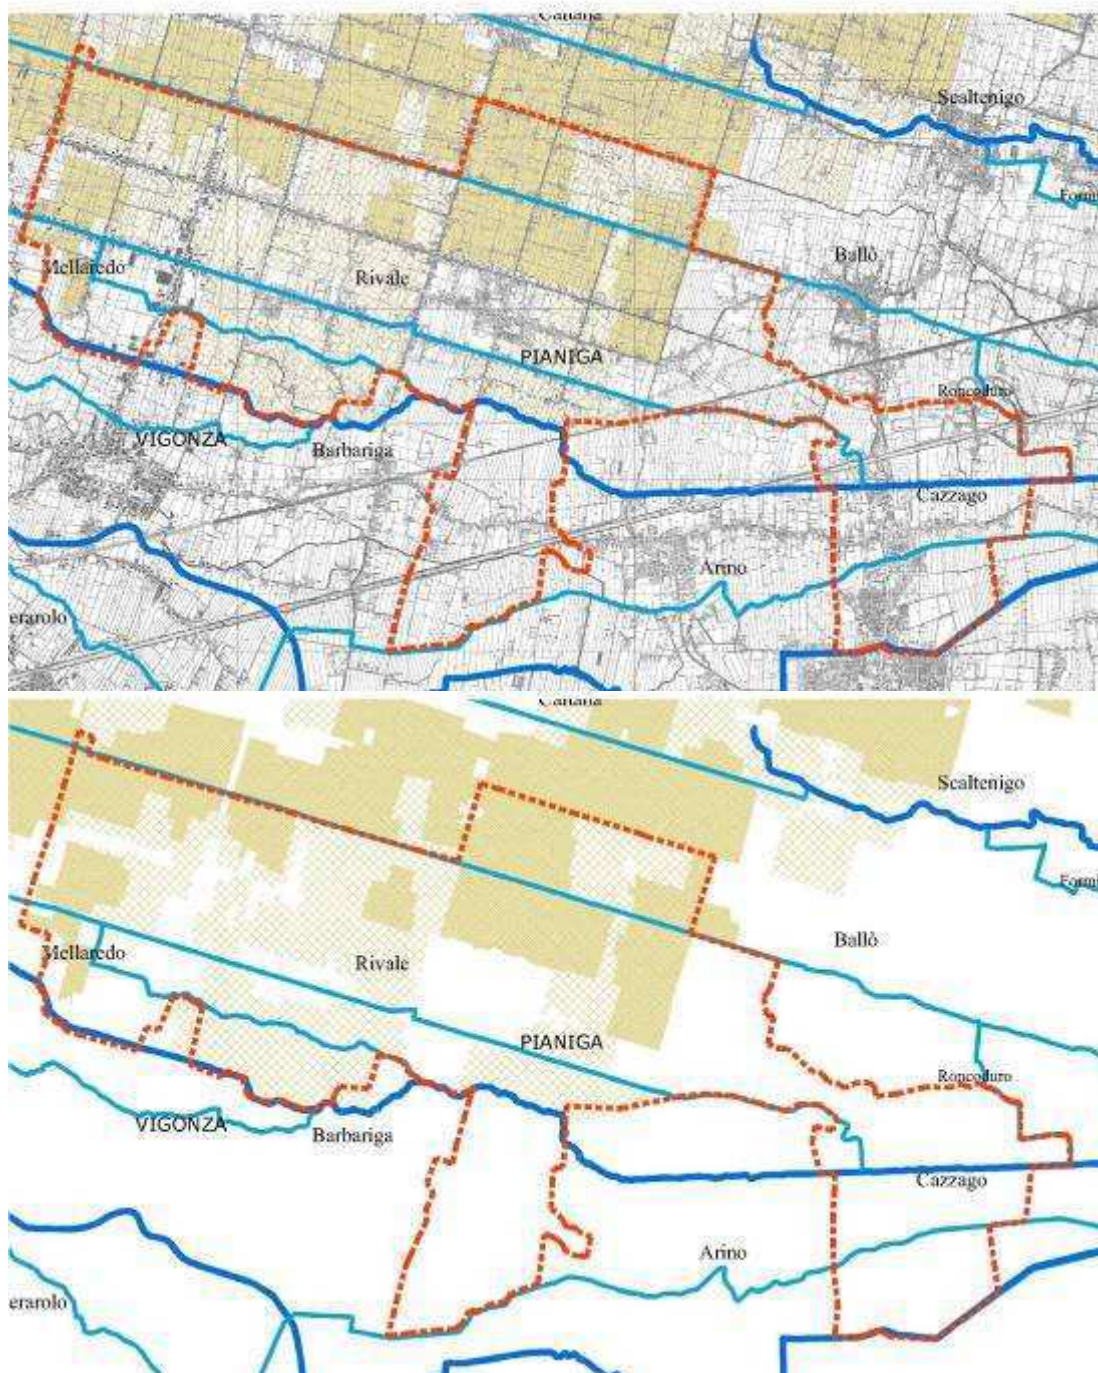 Scaltenigo
Ballò
Mellaredo
Rivale
PIANIGA
Roncoduro
VIGONZA
Barbariga
Cazzago
Arino
erarolo
Scaltenigo
Ballò
Mellaredo
Rivale
PIANIGA
Roncoduro
VIGONZA
Barbariga
Cazzago
Arino
erarolo